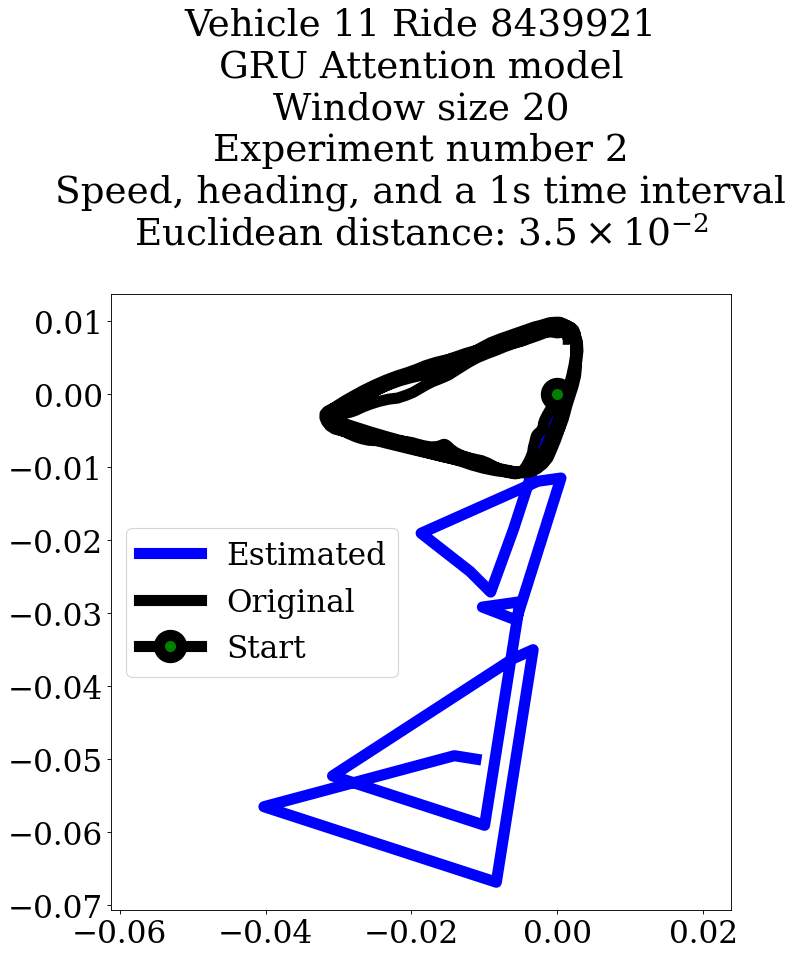 Vehicle 11 Ride 8439921
GRU Attention model
Window size 20
Experiment number 2
Speed, heading, and a 1s time interval
Euclidean distance: 3.5 × 10⁻²
0.01
0.00
−0.01
−0.02
−0.03
−0.04
−0.05
−0.06
−0.07
Estimated
Original
Start
−0.06
−0.04
−0.02
0.00
0.02